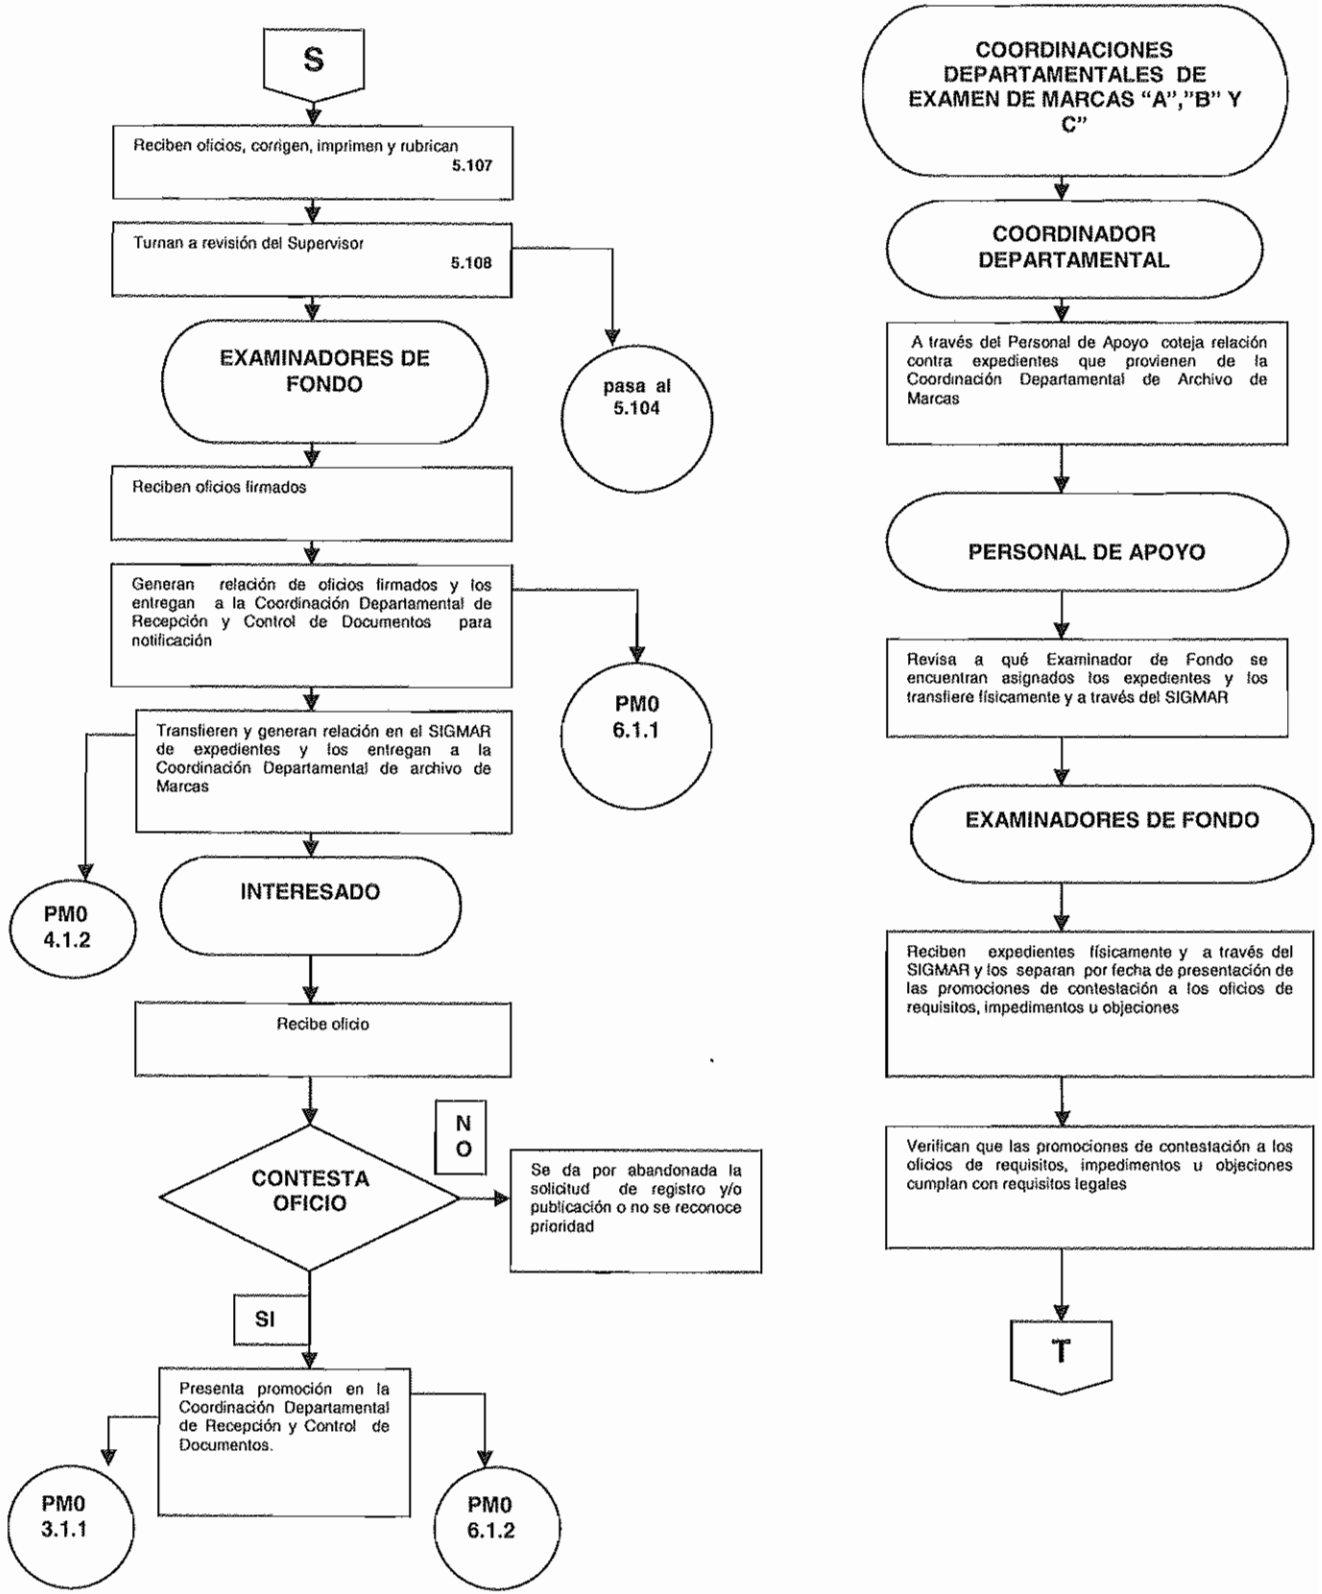 S
Reciben oficios, corrigen, imprimen y rubrican
5.107
Turnan a revisión del Supervisor
5.108
EXAMINADORES DE
FONDO
pasa al
5.104
Reciben oficios firmados
Generan relación de oficios firmados y los
entregan a la Coordinación Departamental de
Recepción y Control de Documentos para
notificación
PM0
6.1.1
Transfieren y generan relación en el SIGMAR
de expedientes y los entregan a la
Coordinación Departamental de archivo de
Marcas
PM0
4.1.2
INTERESADO
Recibe oficio
CONTESTA
OFICIO
N
O
Se da por abandonada la
solicitud de registro y/o
publicación o no se reconoce
prioridad
SI
Presenta promoción en la
Coordinación Departamental
de Recepción y Control de
Documentos.
PM0
3.1.1
PM0
6.1.2
COORDINACIONES
DEPARTAMENTALES DE
EXAMEN DE MARCAS "A","B" Y
C"
COORDINADOR
DEPARTAMENTAL
A través del Personal de Apoyo coteja relación
contra expedientes que provienen de la
Coordinación Departamental de Archivo de
Marcas
PERSONAL DE APOYO
Revisa a qué Examinador de Fondo se
encuentran asignados los expedientes y los
transfiere físicamente y a través del SIGMAR
EXAMINADORES DE FONDO
Reciben expedientes físicamente y a través del
SIGMAR y los separan por fecha de presentación de
las promociones de contestación a los oficios de
requisitos, impedimentos u objeciones
Verifican que las promociones de contestación a los
oficios de requisitos, impedimentos u objeciones
cumplan con requisitos legales
T